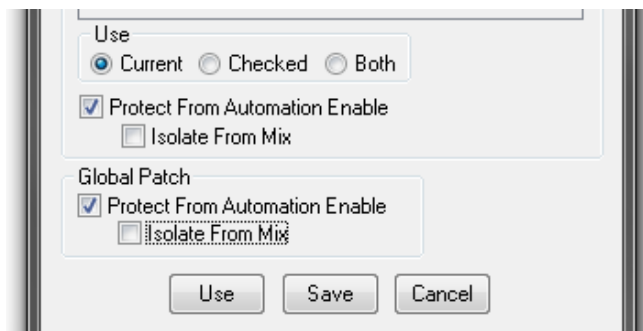 Use
Current Checked Both
Protect From Automation Enable
Isolate From Mix
Global Patch
Protect From Automation Enable
Isolate From Mix
Use Save Cancel